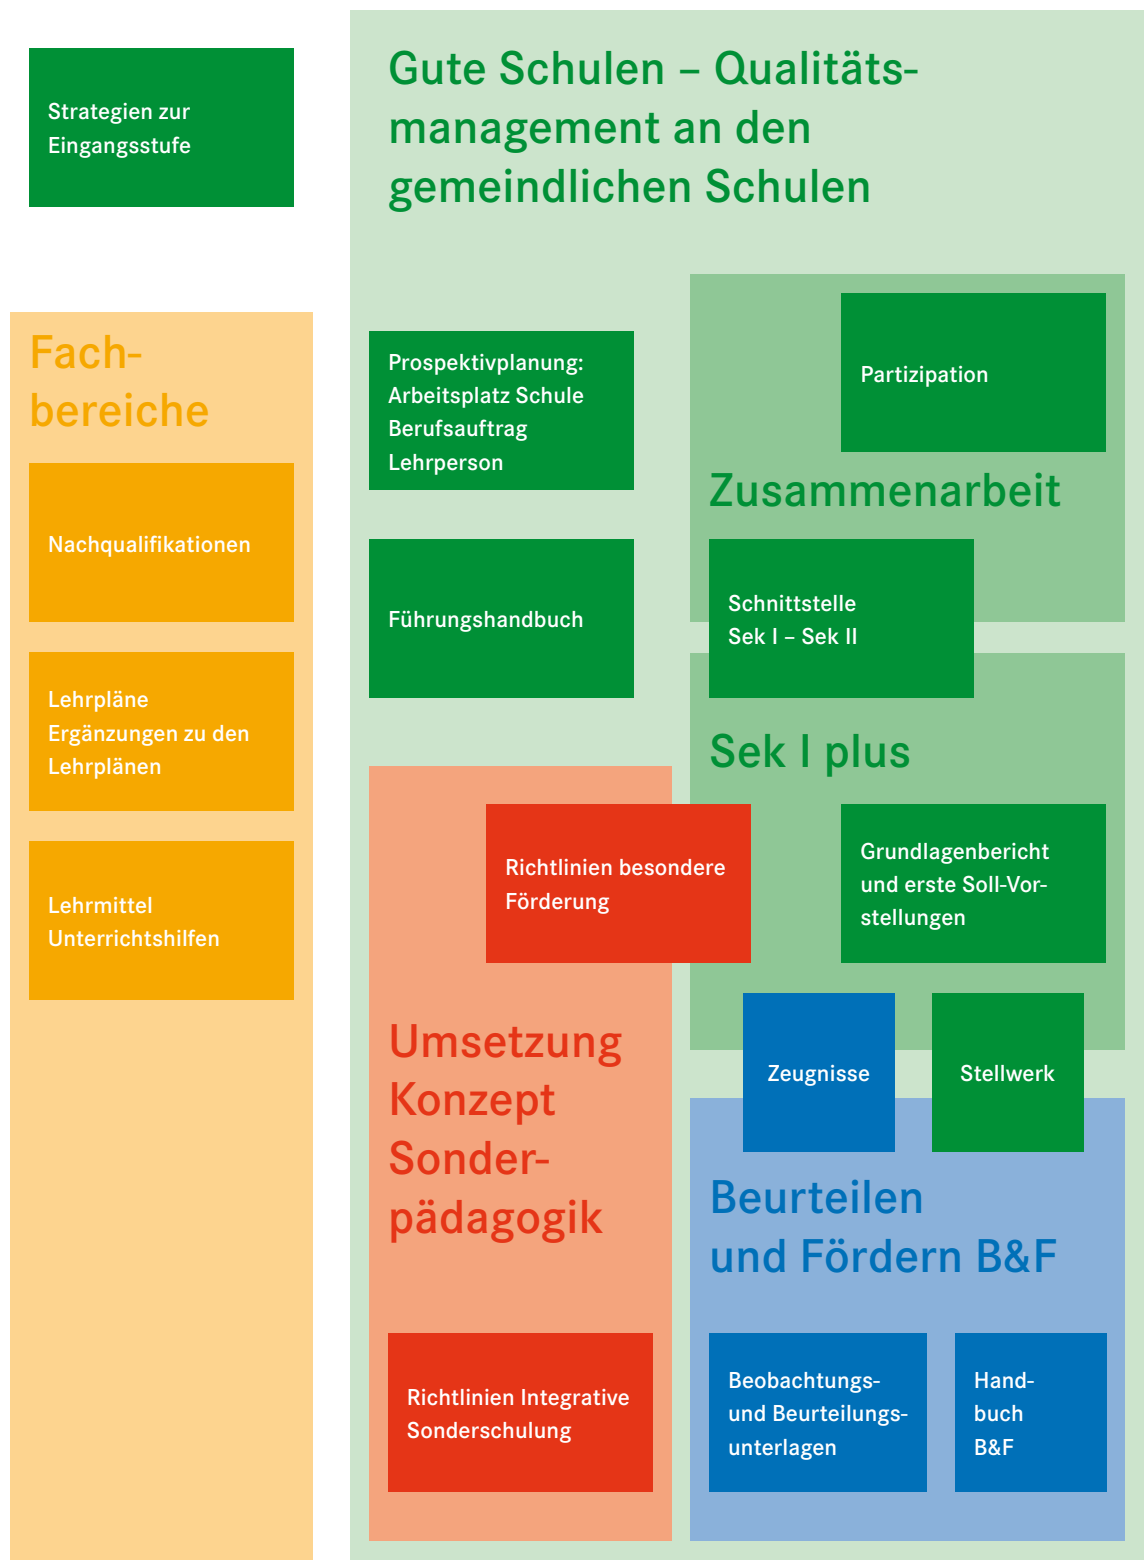 Strategien zur
Eingangsstufe
Gute Schulen – Qualitäts-
management an den
gemeindlichen Schulen
Fach-
bereiche
Nachqualifikationen
Lehrpläne
Ergänzungen zu den
Lehrplänen
Lehrmittel
Unterrichtshilfen
Prospektivplanung:
Arbeitsplatz Schule
Berufsauftrag
Lehrperson
Führungshandbuch
Partizipation
Zusammenarbeit
Schnittstelle
Sek I – Sek II
Sek I plus
Richtlinien besondere
Förderung
Grundlagenbericht
und erste Soll-Vor-
stellungen
Umsetzung
Konzept
Sonder-
pädagogik
Richtlinien Integrative
Sonderschulung
Zeugnisse
Stellwerk
Beurteilen
und Fördern B&F
Beobachtungs-
und Beurteilungs-
unterlagen
Hand-
buch
B&F